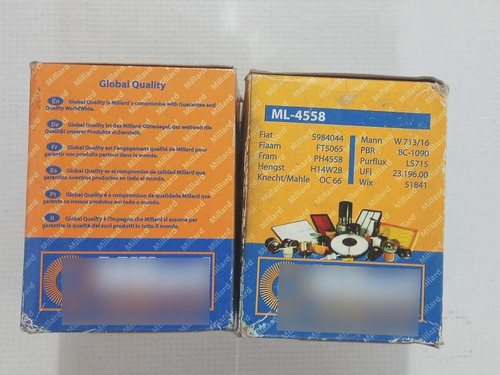 Global Quality
En Global Quality is Millard's compromise with Guarantee and
Quality WorldWide.
De Global Quality ist das Millard-Gütesiegel, das weltweit die
Qualität unserer Produkte sicherstellt.
Fr Global Quality est l'engagement qualité de Millard pour
garantire nos produits partout dans le monde.
Es Global Quality es el compromiso de calidad Millard que
garantiza nuestros productos en todo el mundo.
Pt Global Quality é o compromisso de qualidade Millard que
garante os nossos produtos em todo o mundo.
It Global Quality è l'impegno che Millard si assume per
garantire la qualità dei suoi prodotti in tutto il mondo.
ML-4558
Fiat 5984044
Fiaam FT5065
Fram PH4558
Hengst H14W28
Knecht/Mahle OC 66
Mann W 713/16
PBR BC-1090
Purflux LS715
UFI 23.196.00
Wix 51841
Millard